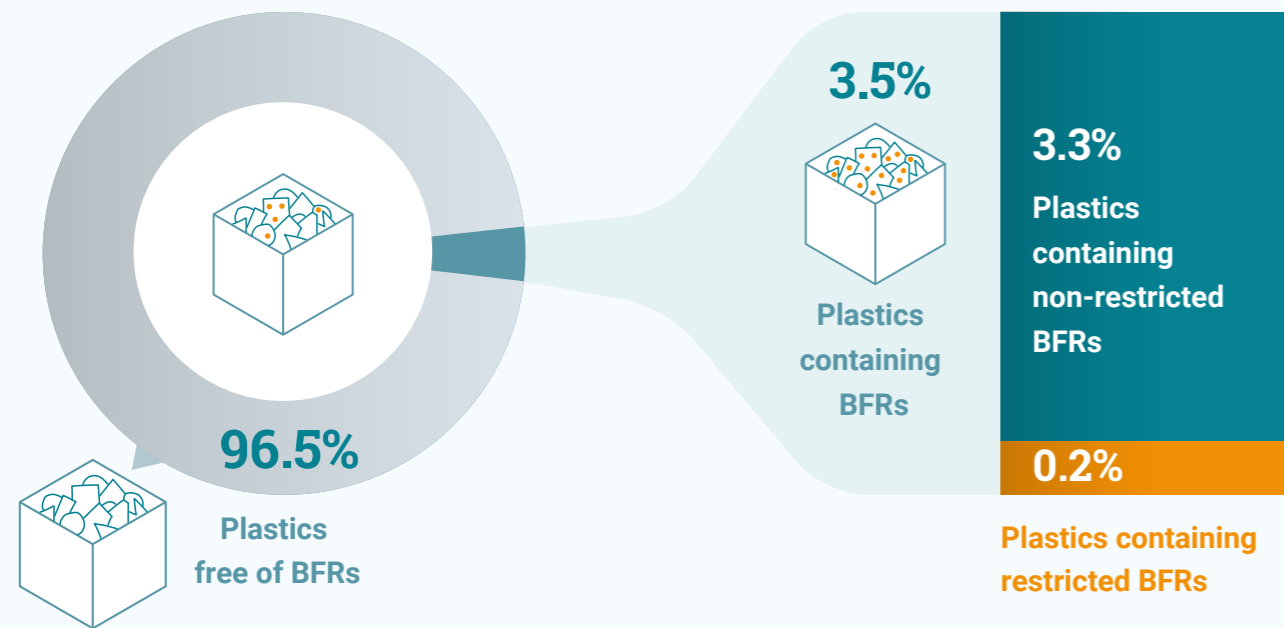 96.5%
Plastics
free of BFRs
3.5%
Plastics
containing
BFRs
3.3%
Plastics
containing
non-restricted
BFRs
0.2%
Plastics containing
restricted BFRs